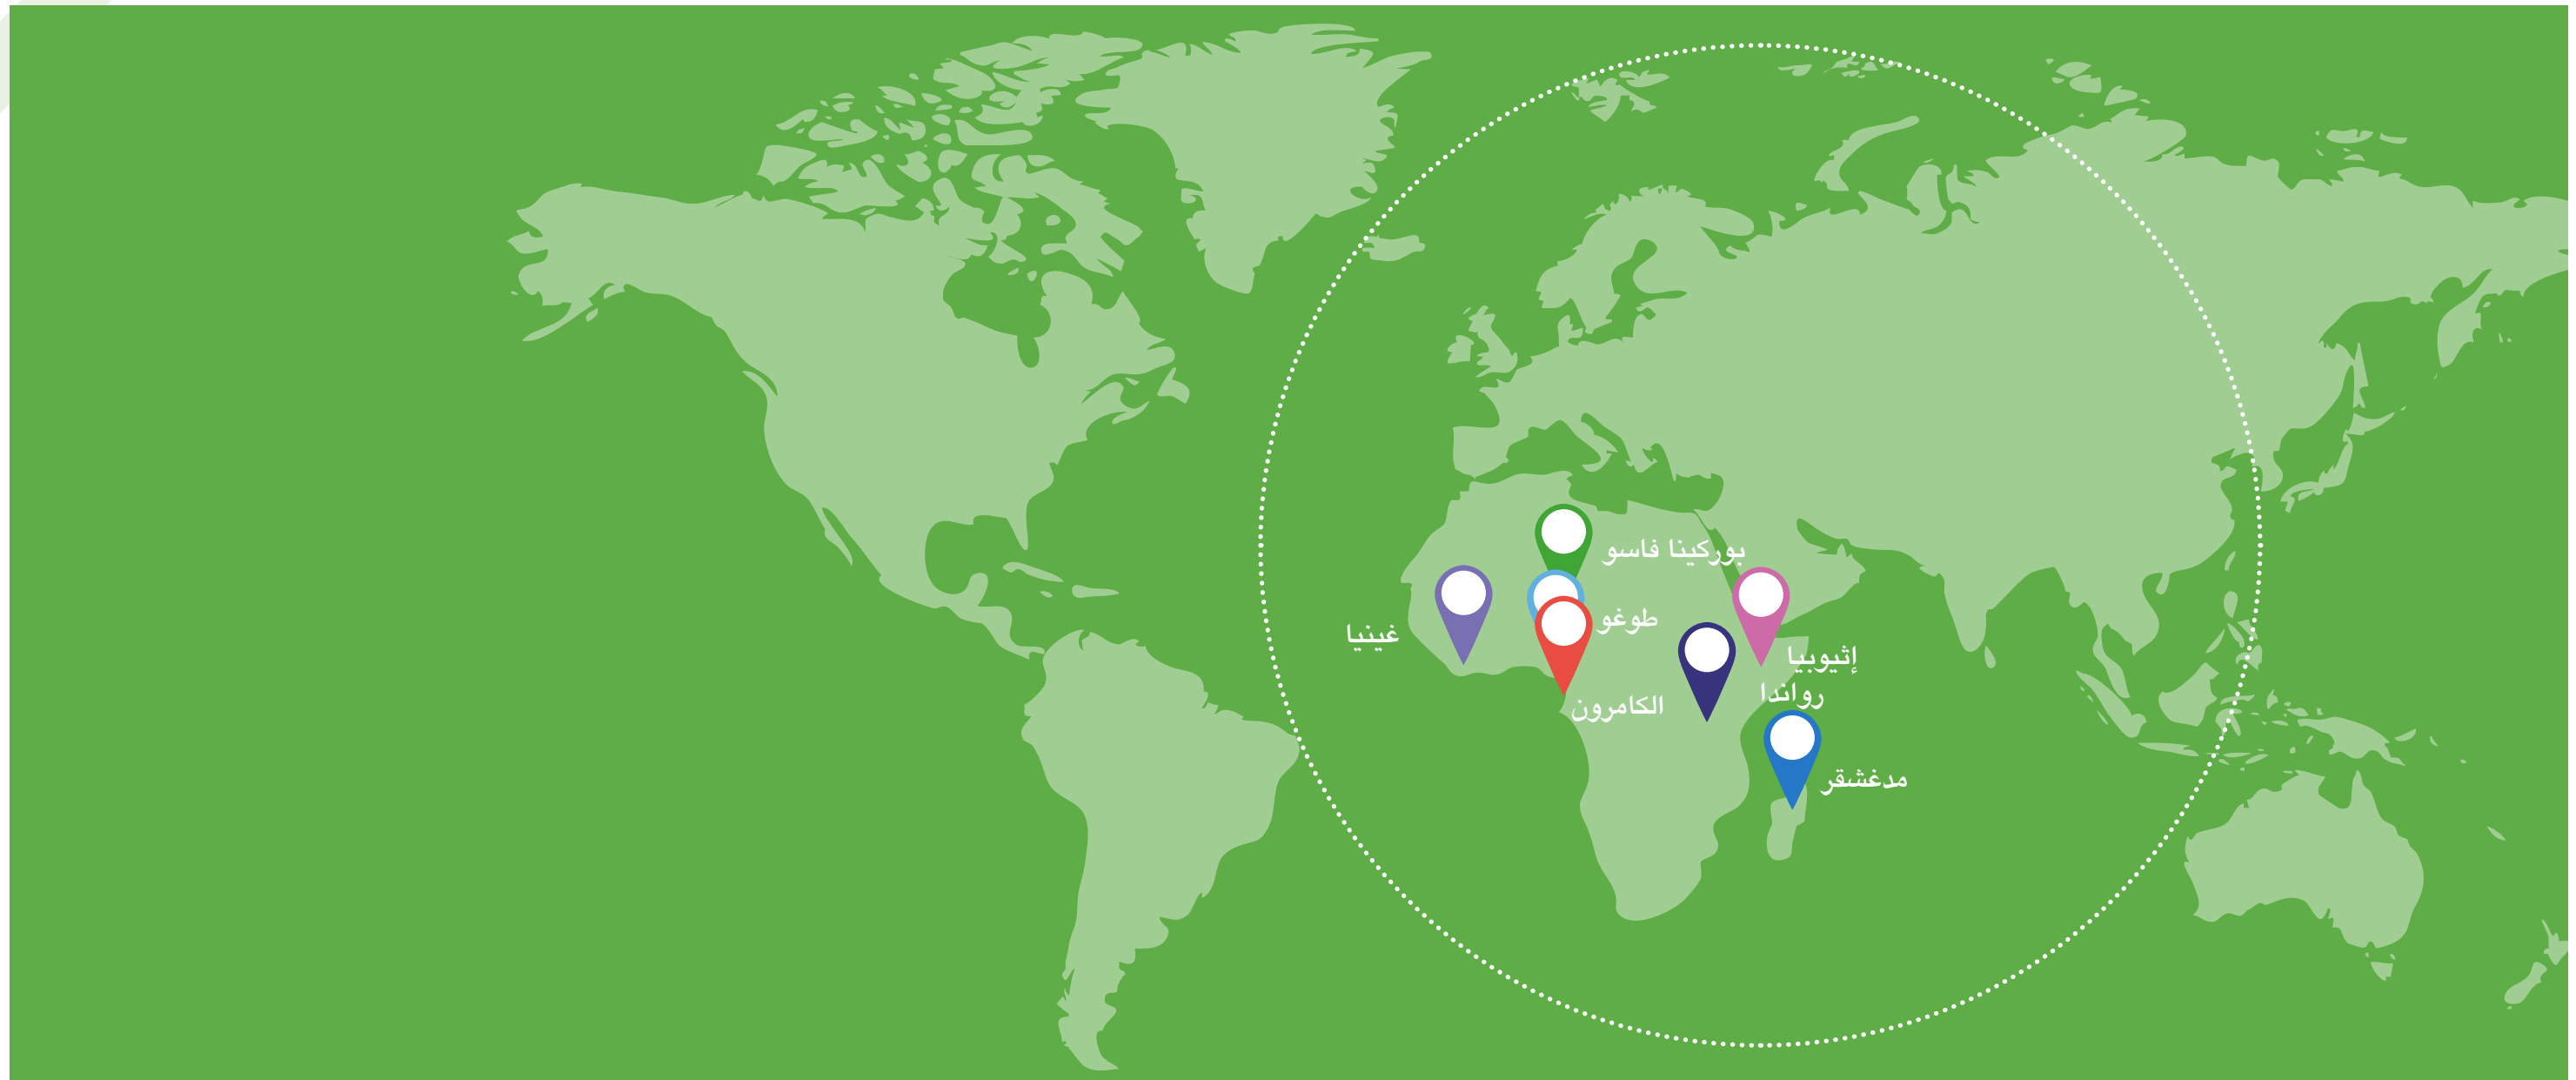 بوركينا فاسو
طوغو
غينيا
إثيوبيا
رواندا
الكامرون
مدغشقر